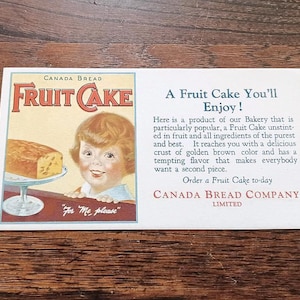 CANADA BREAD
FRUIT CAKE
"For Me, please"
A Fruit Cake You'll
Enjoy!
Here is a product of our Bakery that is
particularly popular, a Fruit Cake unstint-
ed in fruit and all ingredients of the purest
and best. It reaches you with a delicious
crust of golden brown color and has a
tempting flavor that makes everybody
want a second piece.
Order a Fruit Cake to-day
CANADA BREAD COMPANY
LIMITED